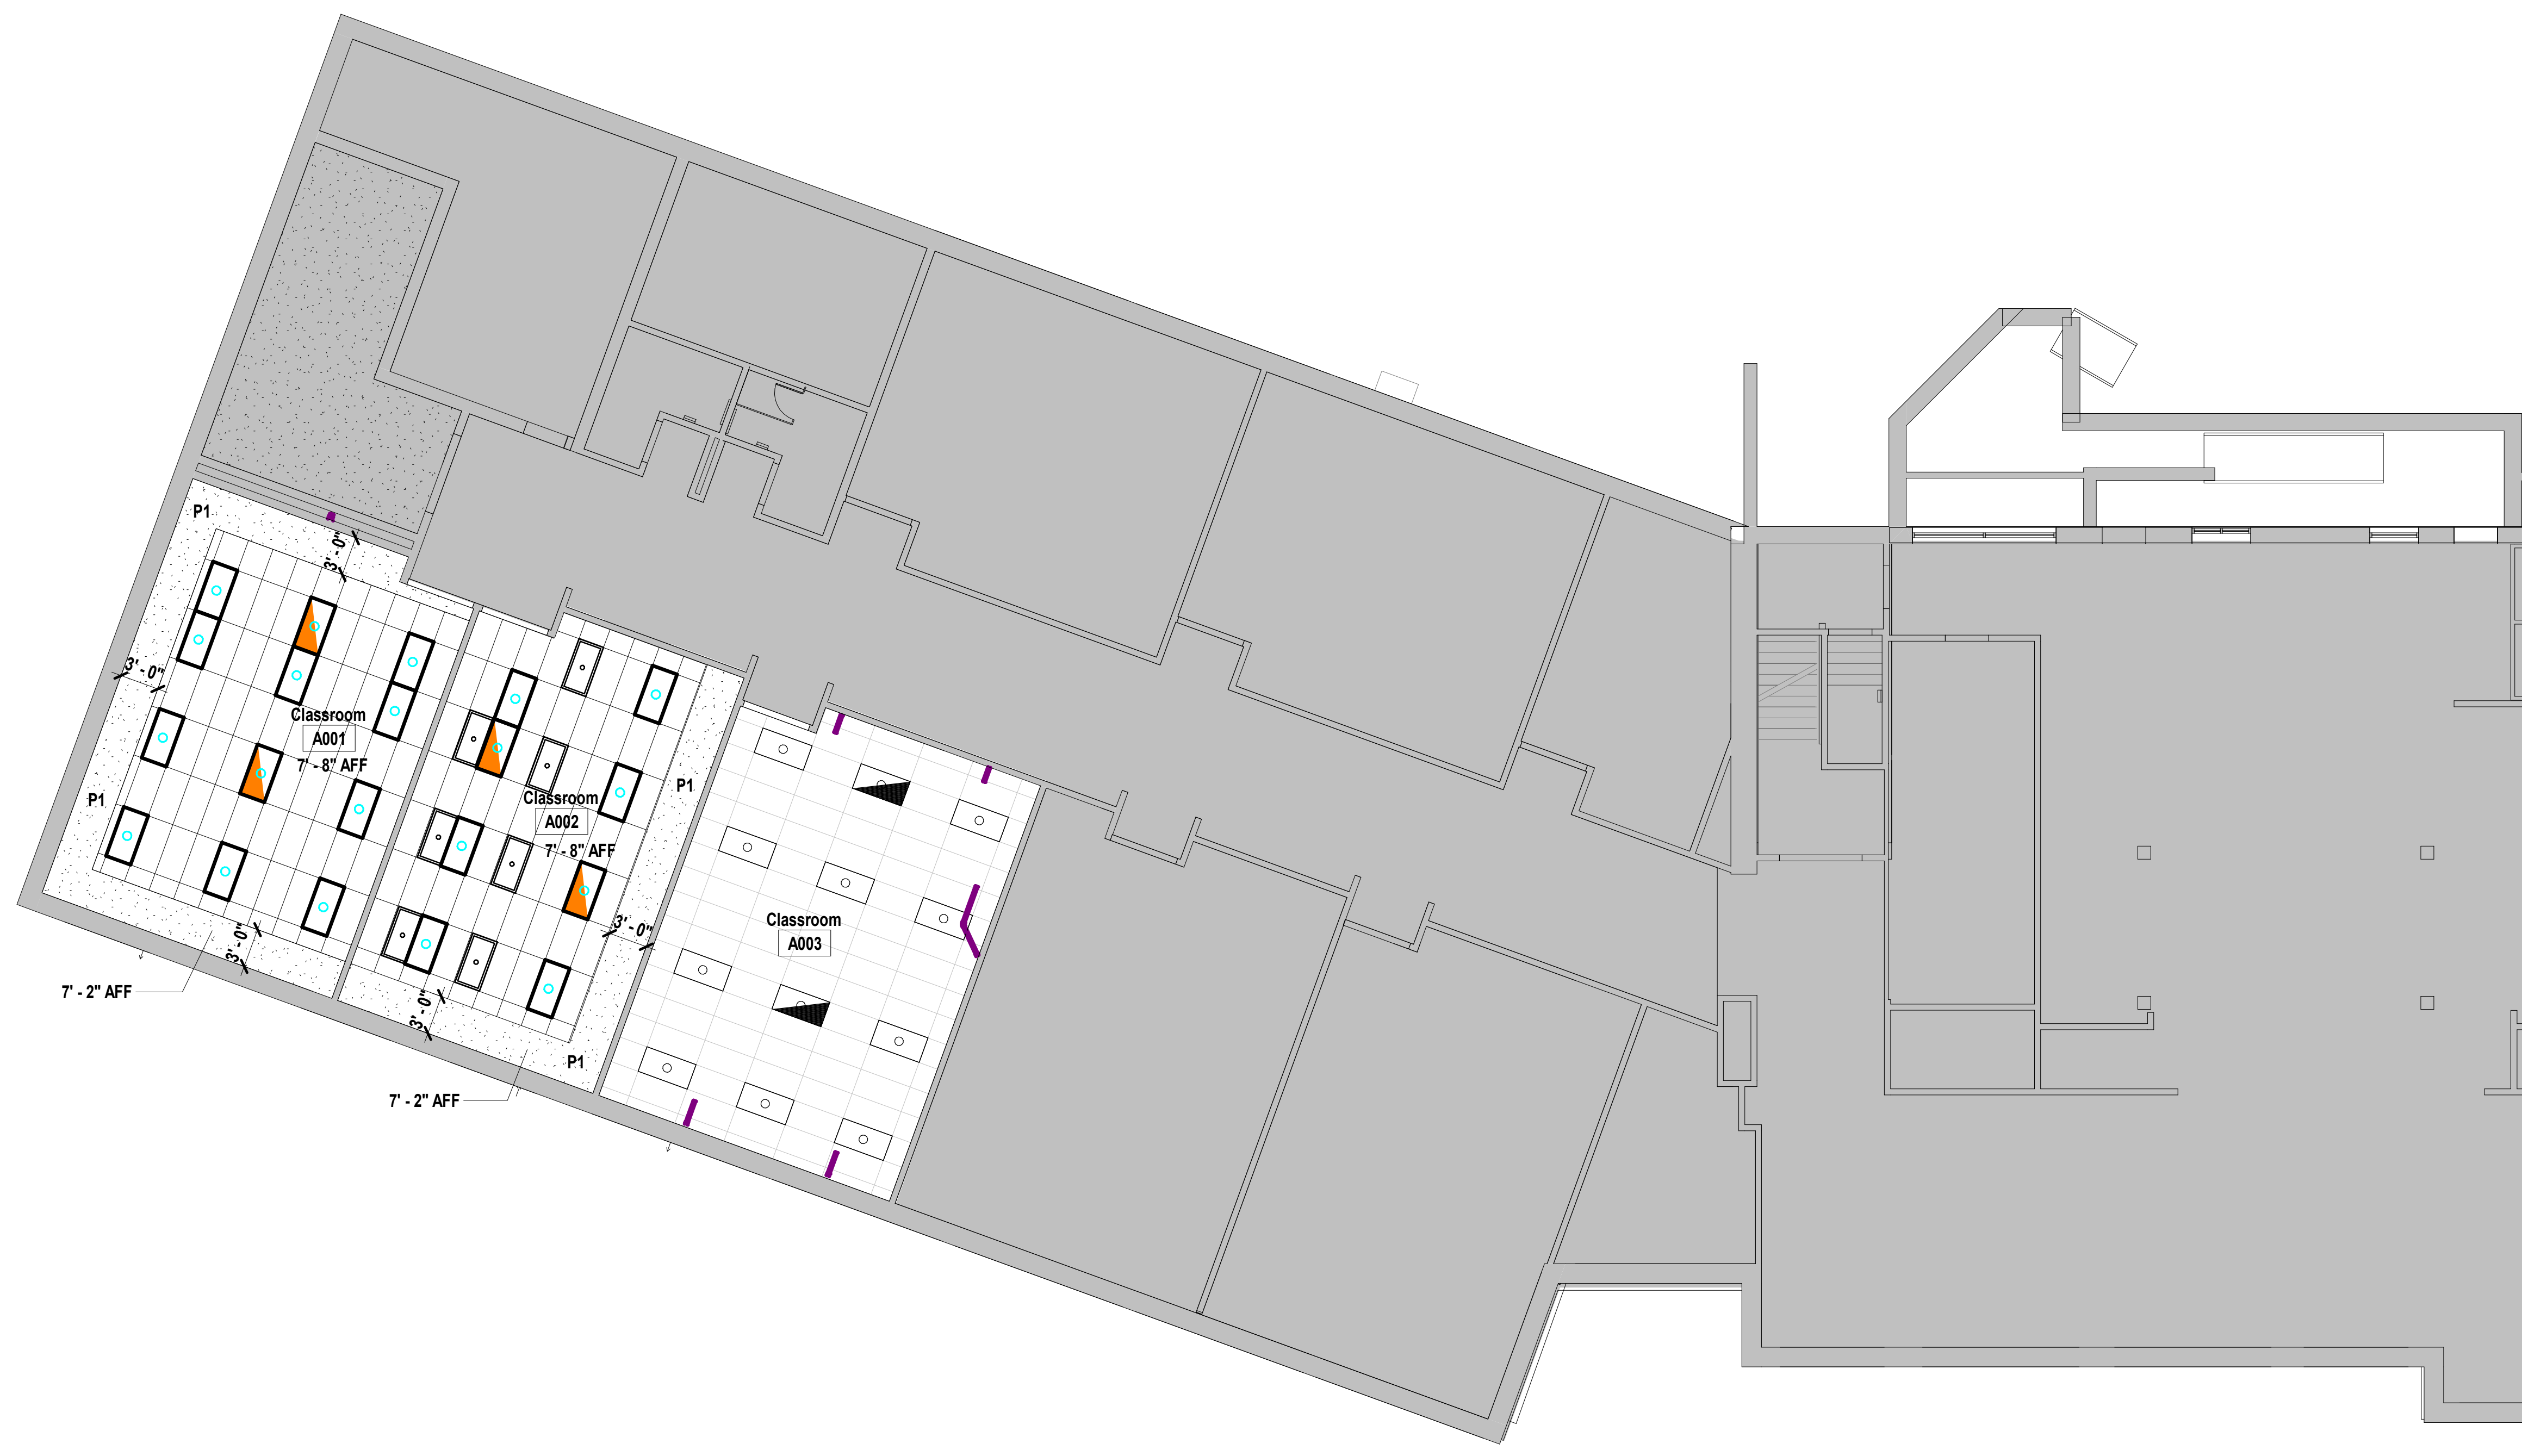 P1
3' - 0"
3' - 0"
Classroom
A001
7' - 8" AFF
P1
3' - 0"
7' - 2" AFF
Classroom
A002
7' - 8" AFF
P1
3' - 0"
3' - 0"
P1
7' - 2" AFF
Classroom
A003